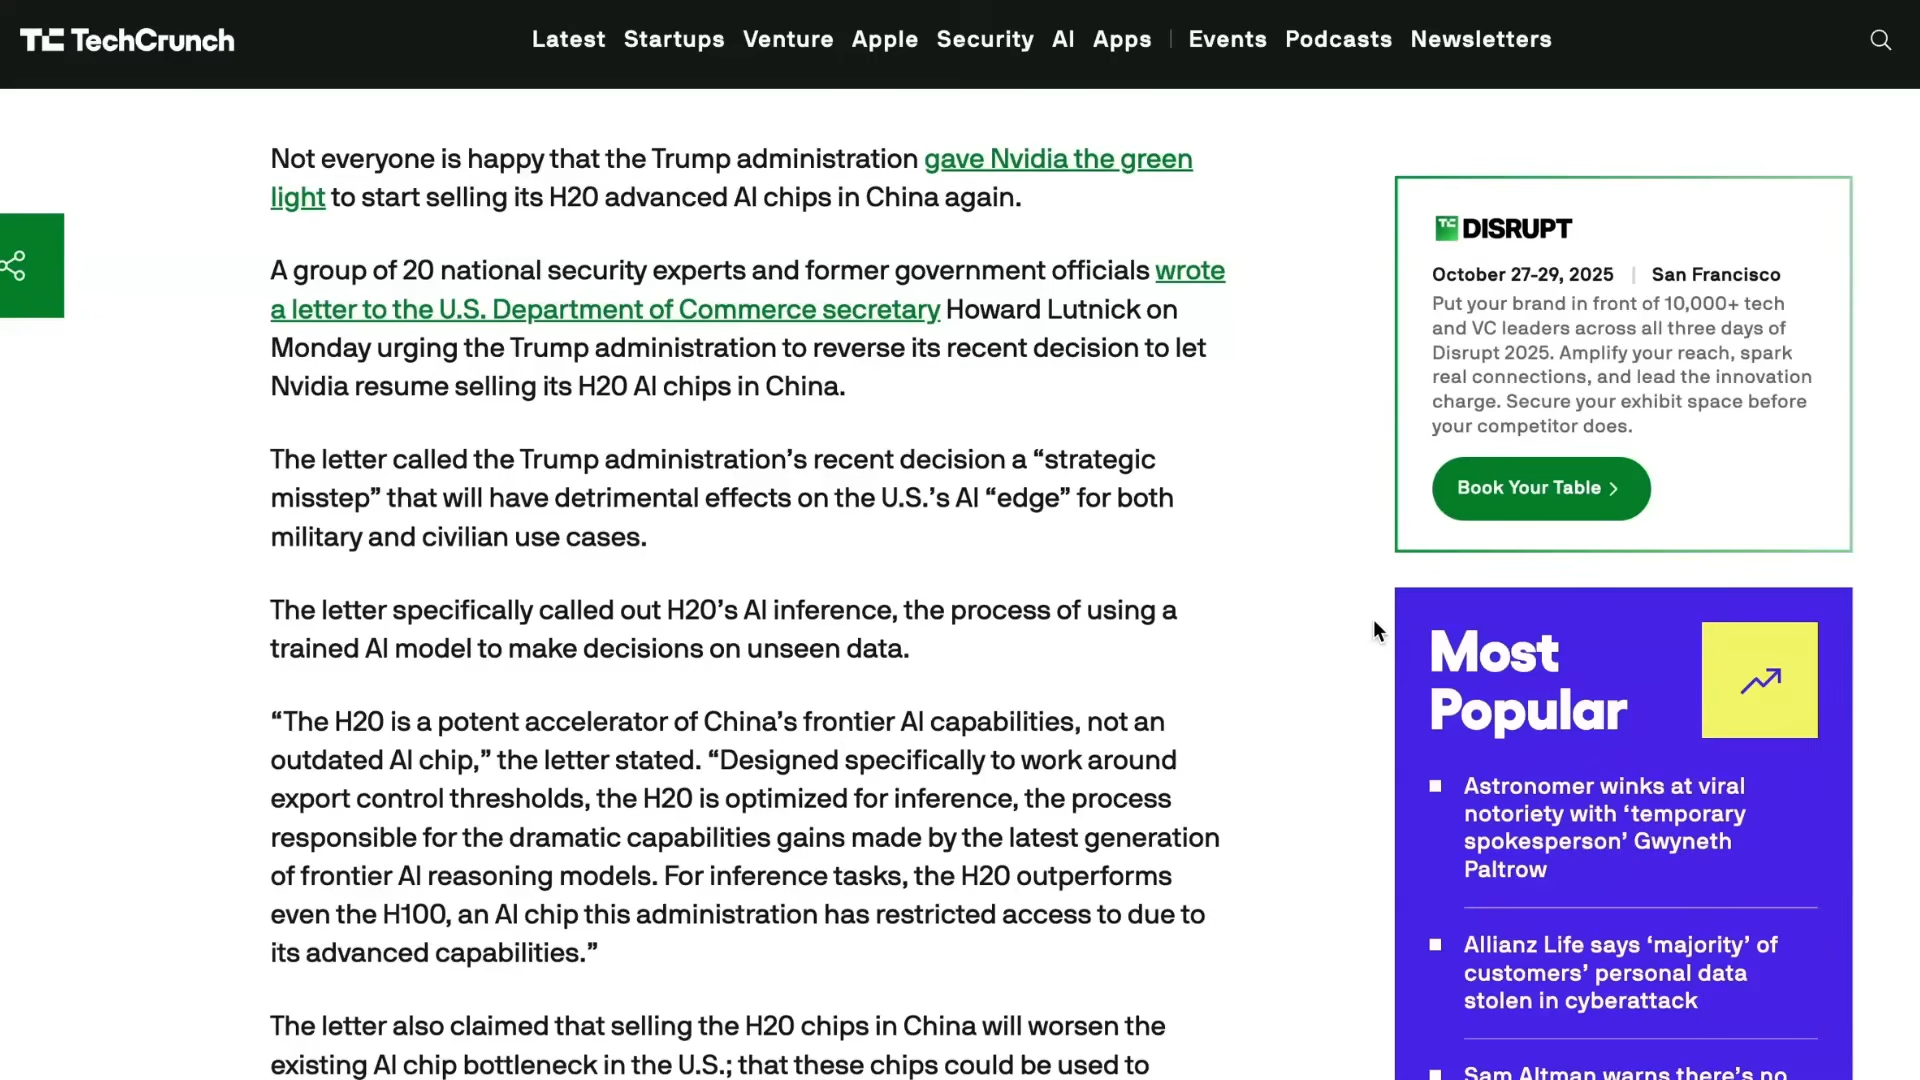 TechCrunch
Latest Startups Venture Apple Security AI Apps | Events Podcasts Newsletters
Not everyone is happy that the Trump administration gave Nvidia the green
light to start selling its H20 advanced AI chips in China again.
A group of 20 national security experts and former government officials wrote
a letter to the U.S. Department of Commerce secretary Howard Lutnick on
Monday urging the Trump administration to reverse its recent decision to let
Nvidia resume selling its H20 AI chips in China.
The letter called the Trump administration’s recent decision a “strategic
misstep” that will have detrimental effects on the U.S.’s AI “edge” for both
military and civilian use cases.
The letter specifically called out H20’s AI inference, the process of using a
trained AI model to make decisions on unseen data.
“The H20 is a potent accelerator of China’s frontier AI capabilities, not an
outdated AI chip,” the letter stated. “Designed specifically to work around
export control thresholds, the H20 is optimized for inference, the process
responsible for the dramatic capabilities gains made by the latest generation
of frontier AI reasoning models. For inference tasks, the H20 outperforms
even the H100, an AI chip this administration has restricted access to due to
its advanced capabilities.”
The letter also claimed that selling the H20 chips in China will worsen the
existing AI chip bottleneck in the U.S.; that these chips could be used to
TC DISRUPT
October 27-29, 2025 | San Francisco
Put your brand in front of 10,000+ tech
and VC leaders across all three days of
Disrupt 2025. Amplify your reach, spark
real connections, and lead the innovation
charge. Secure your exhibit space before
your competitor does.
Book Your Table >
Most
Popular
Astronomer winks at viral
notoriety with ‘temporary
spokesperson’ Gwyneth
Paltrow
Allianz Life says ‘majority’ of
customers’ personal data
stolen in cyberattack
Sam Altman warns there’s no